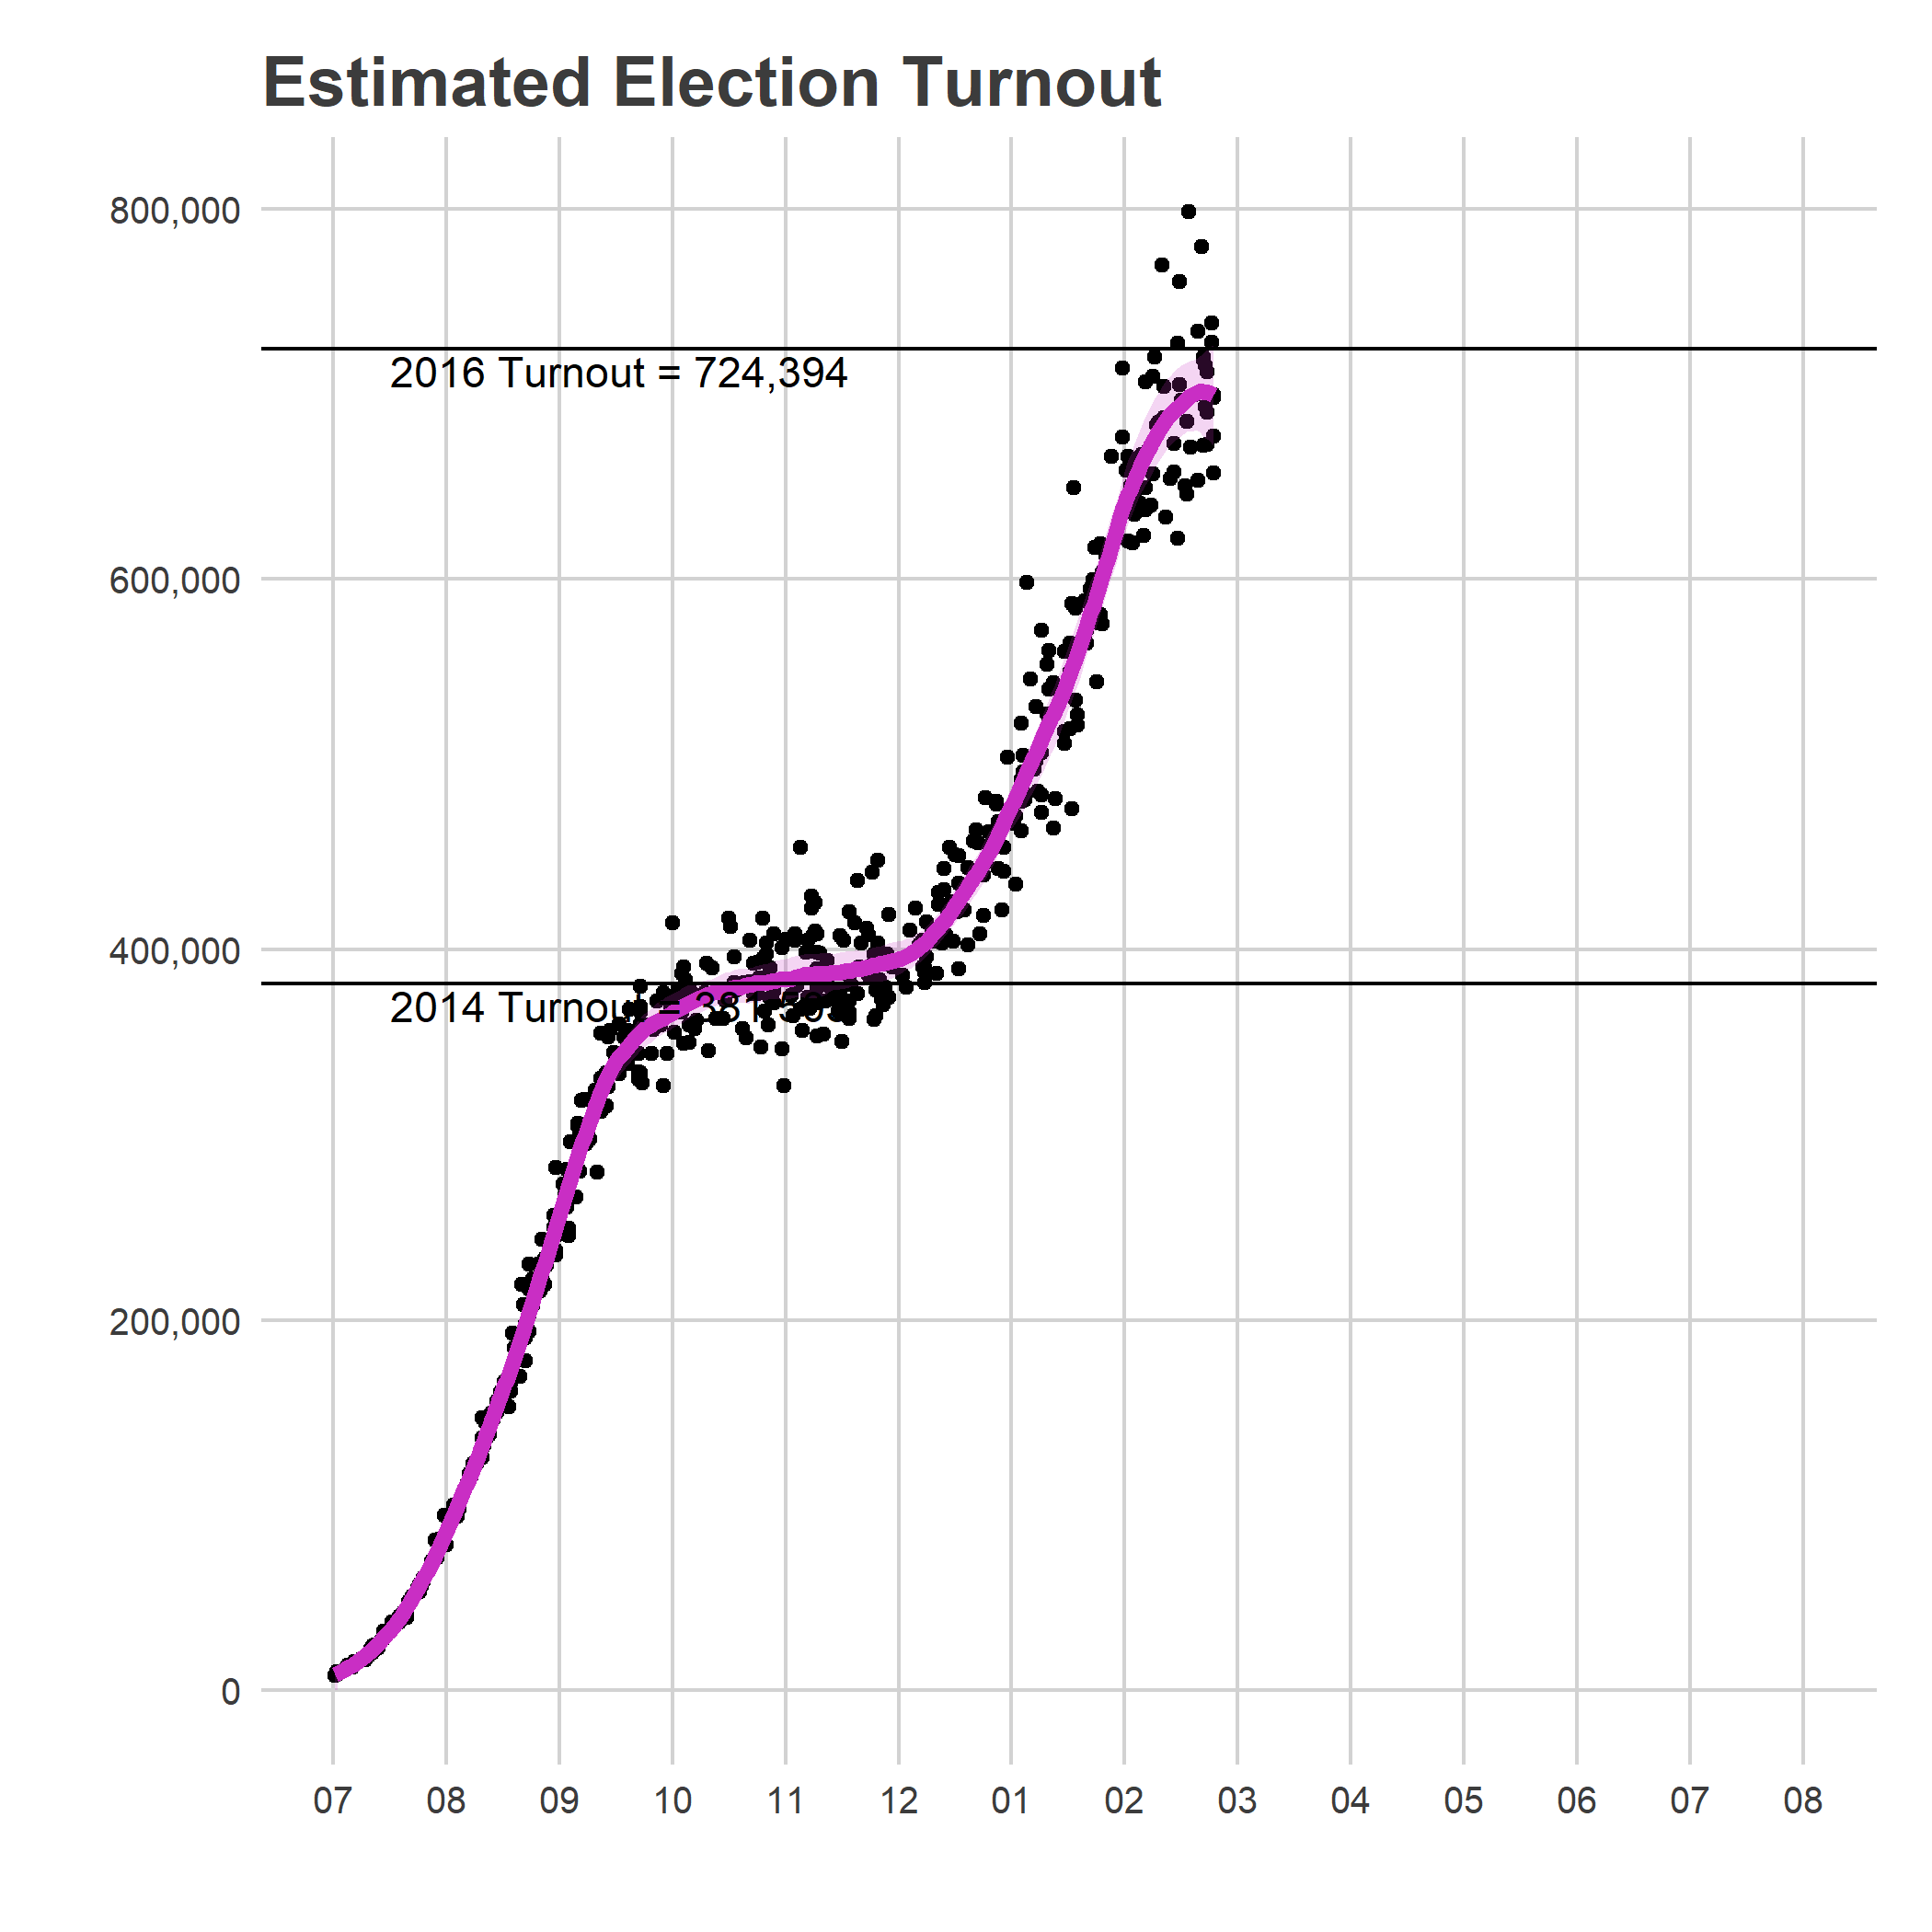 Estimated Election Turnout
800,000
2016 Turnout = 724,394
600,000
400,000
2014 Turnout =
200,000
0
07 08 09 10 11 12 01 02 03 04 05 06 07 08